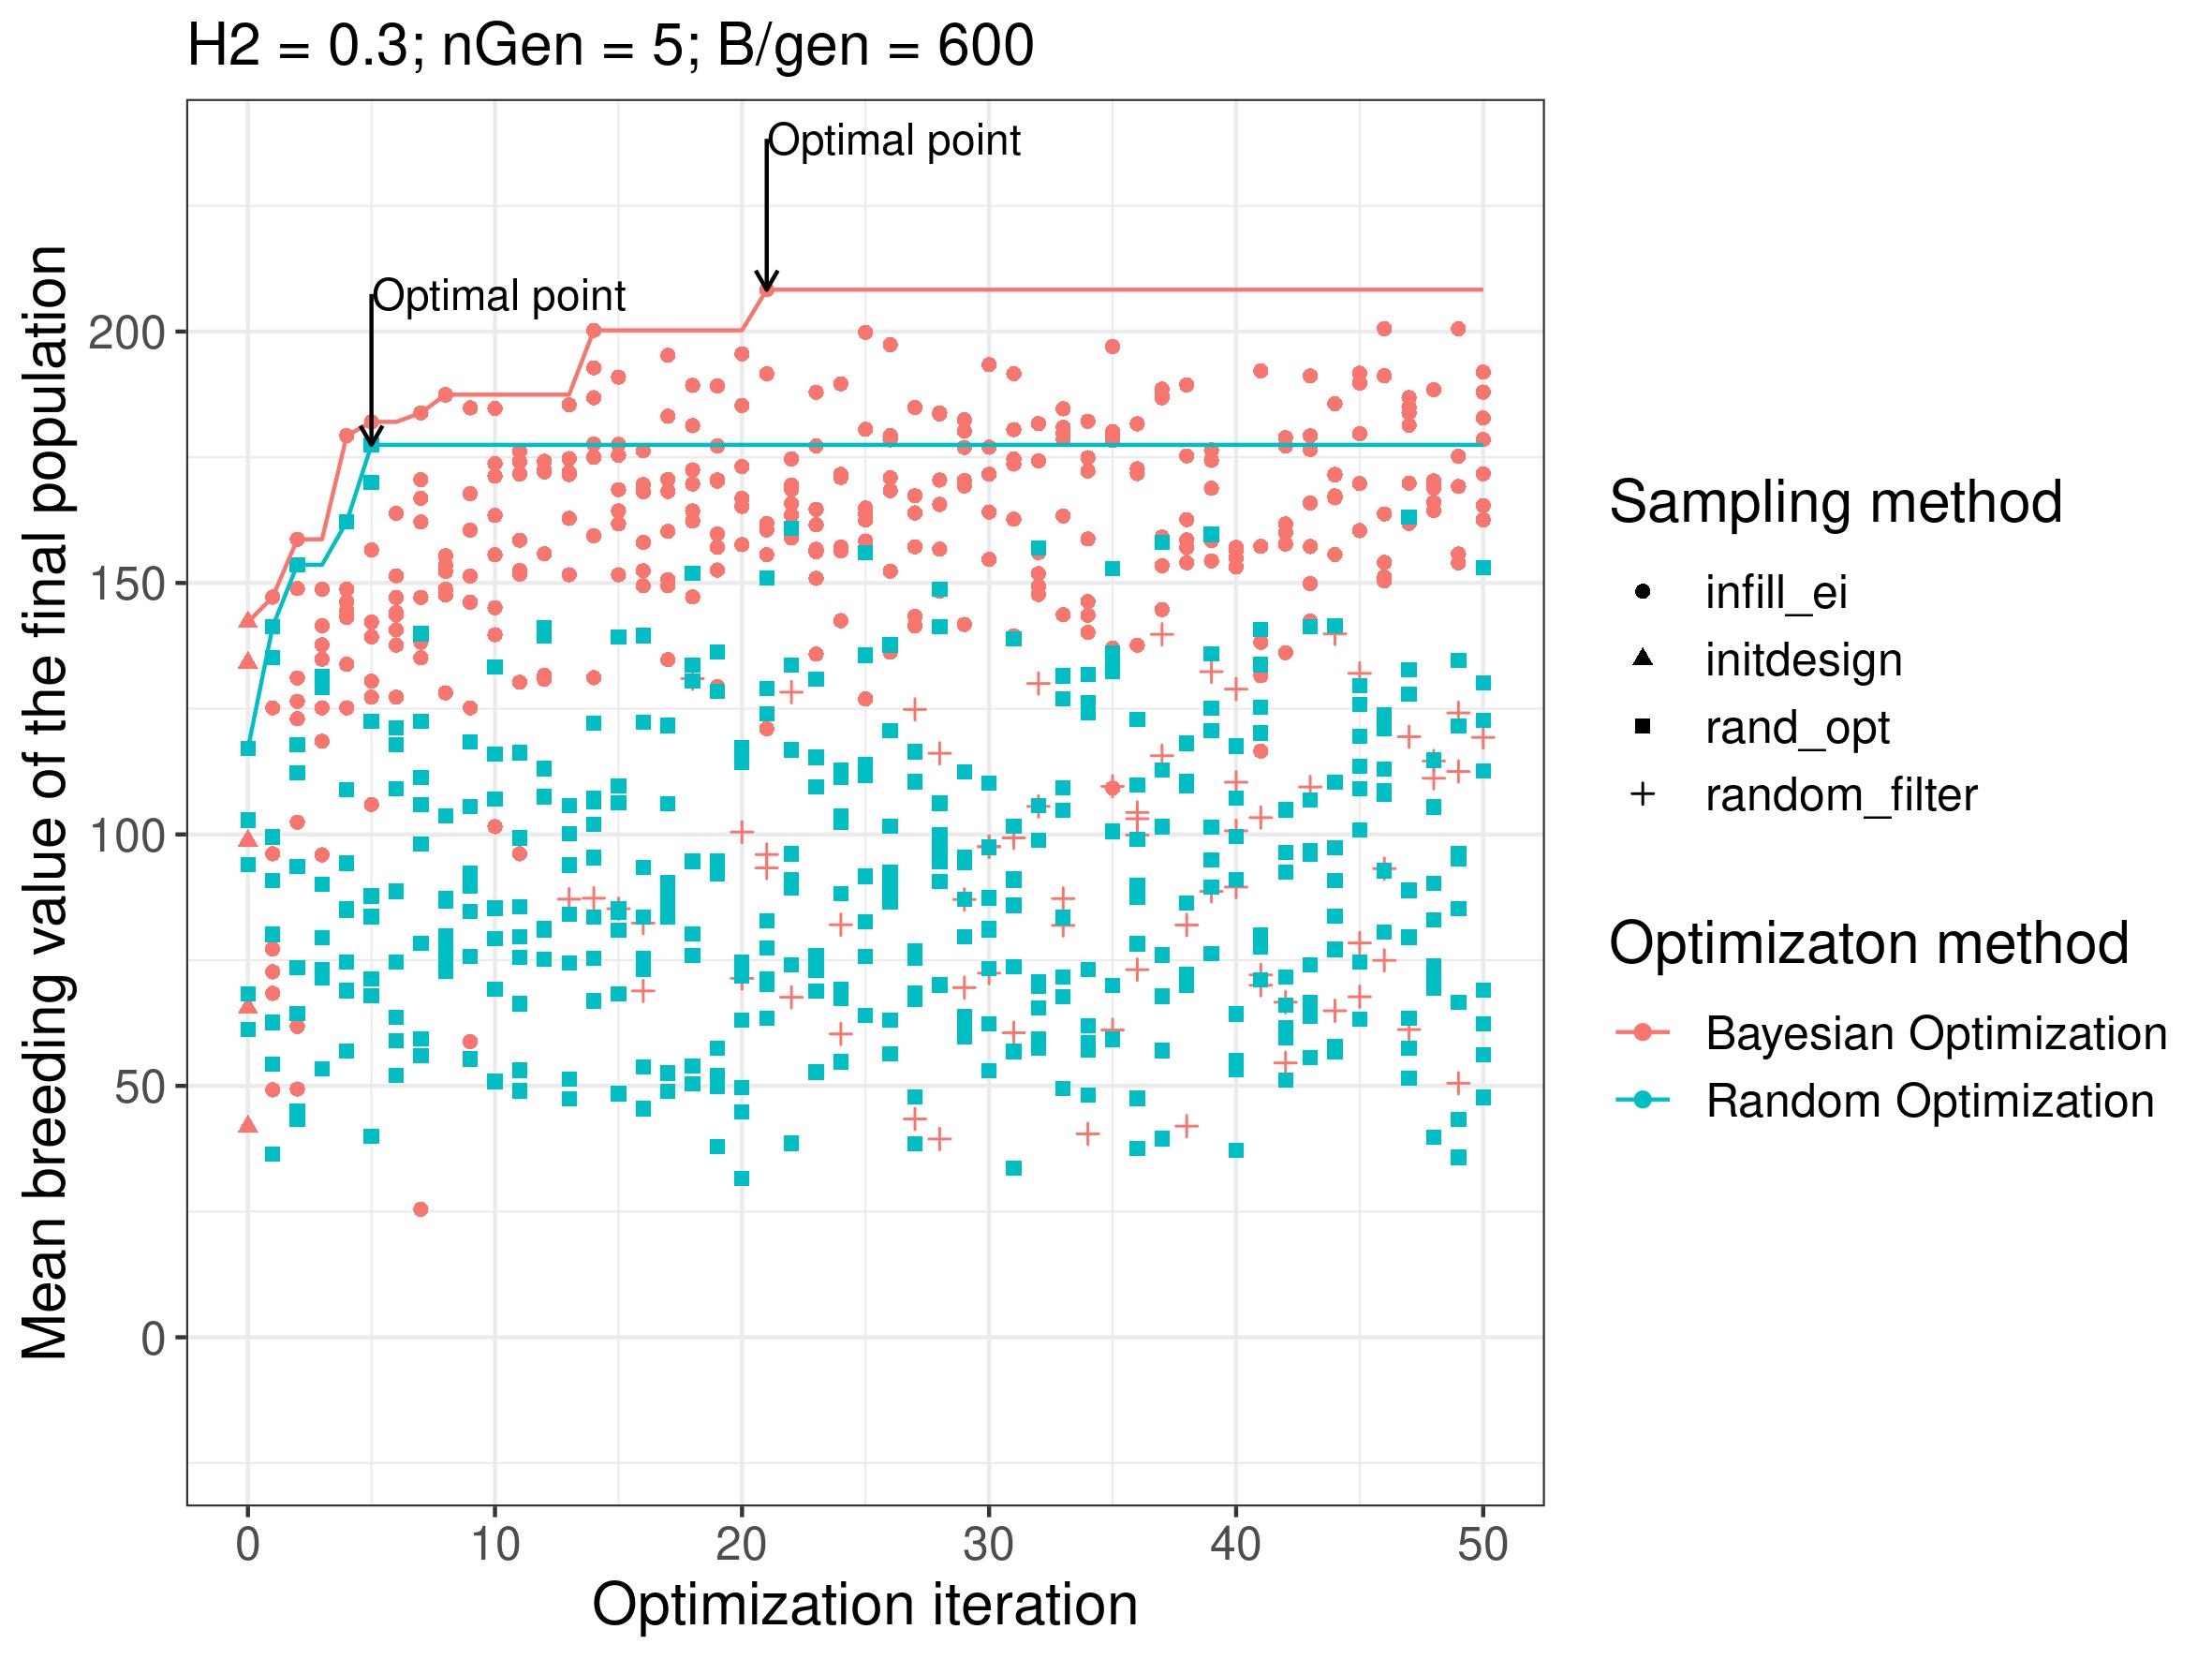 H2 = 0.3; nGen = 5; B/gen = 600
Optimal point
Optimal point
Mean breeding value of the final population
200
150
100
50
0
0 10 20 30 40 50
Optimization iteration
Sampling method
infill_ei
initdesign
rand_opt
random_filter
Optimizaton method
Bayesian Optimization
Random Optimization